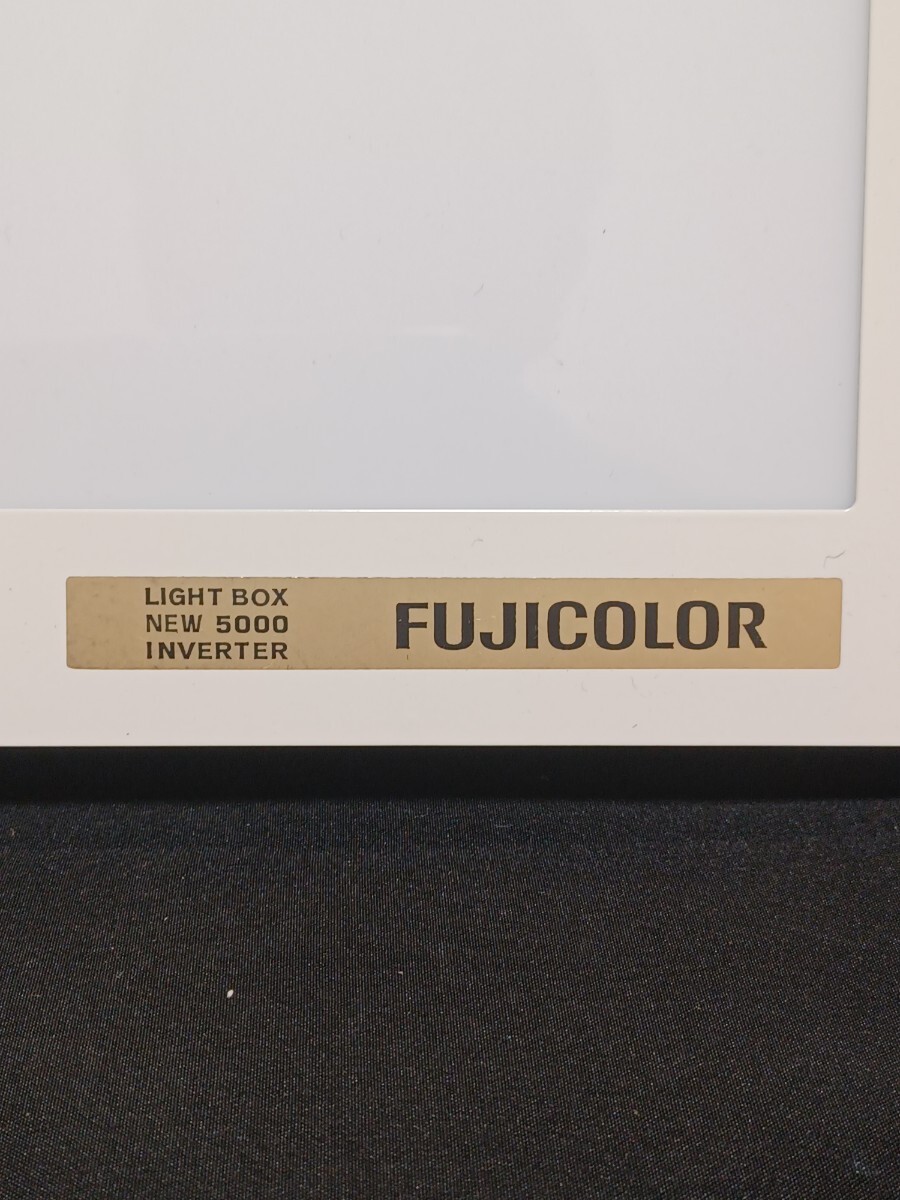 LIGHT BOX
NEW 5000
INVERTER
FUJICOLOR